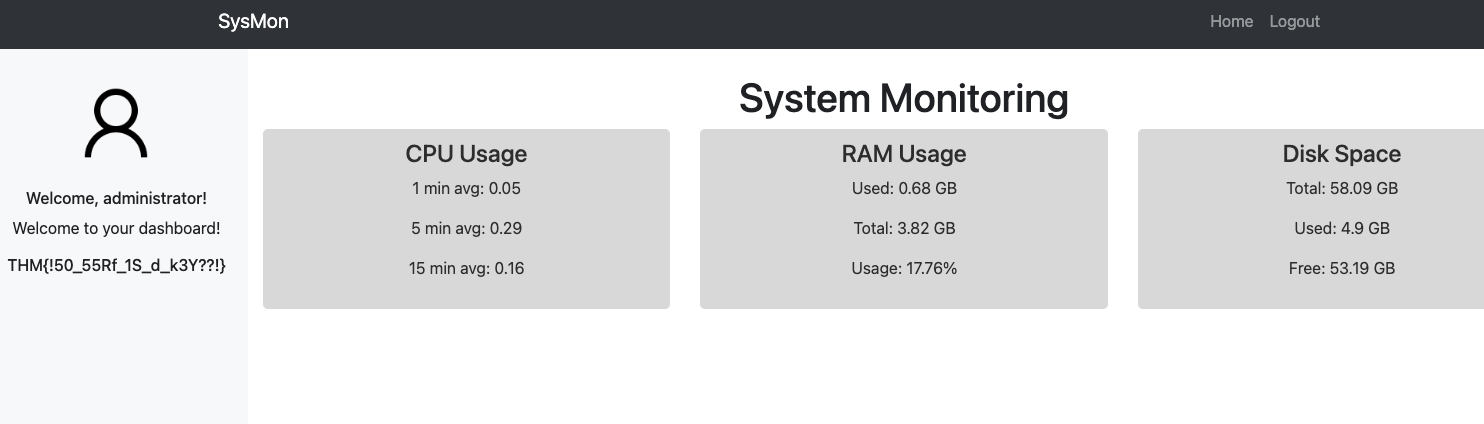 SysMon
Home Logout
Welcome, administrator!
Welcome to your dashboard!
THM{!50_55Rf_1S_d_k3Y??!}
System Monitoring
CPU Usage
1 min avg: 0.05
5 min avg: 0.29
15 min avg: 0.16
RAM Usage
Used: 0.68 GB
Total: 3.82 GB
Usage: 17.76%
Disk Space
Total: 58.09 GB
Used: 4.9 GB
Free: 53.19 GB